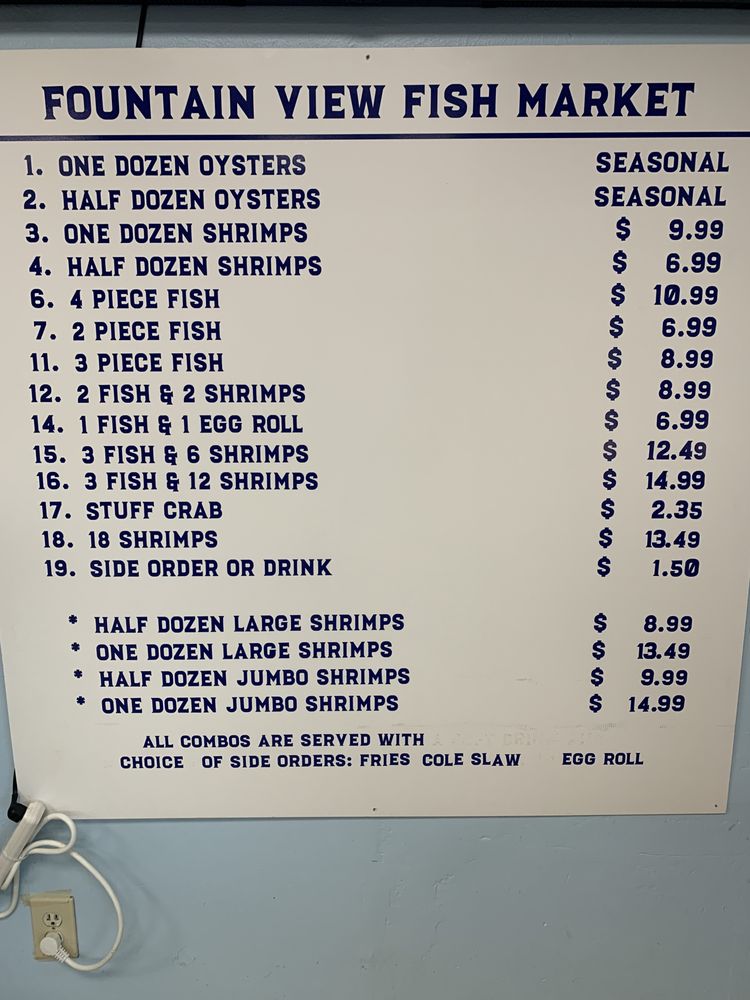 FOUNTAIN VIEW FISH MARKET
1. ONE DOZEN OYSTERS SEASONAL
2. HALF DOZEN OYSTERS SEASONAL
3. ONE DOZEN SHRIMPS $ 9.99
4. HALF DOZEN SHRIMPS $ 6.99
6. 4 PIECE FISH $ 10.99
7. 2 PIECE FISH $ 6.99
11. 3 PIECE FISH $ 8.99
12. 2 FISH & 2 SHRIMPS $ 8.99
14. 1 FISH & 1 EGG ROLL $ 6.99
15. 3 FISH & 6 SHRIMPS $ 12.49
16. 3 FISH & 12 SHRIMPS $ 14.99
17. STUFF CRAB $ 2.35
18. 18 SHRIMPS $ 13.49
19. SIDE ORDER OR DRINK $ 1.50
* HALF DOZEN LARGE SHRIMPS $ 8.99
* ONE DOZEN LARGE SHRIMPS $ 13.49
* HALF DOZEN JUMBO SHRIMPS $ 9.99
* ONE DOZEN JUMBO SHRIMPS $ 14.99
ALL COMBOS ARE SERVED WITH
CHOICE OF SIDE ORDERS: FRIES COLE SLAW EGG ROLL